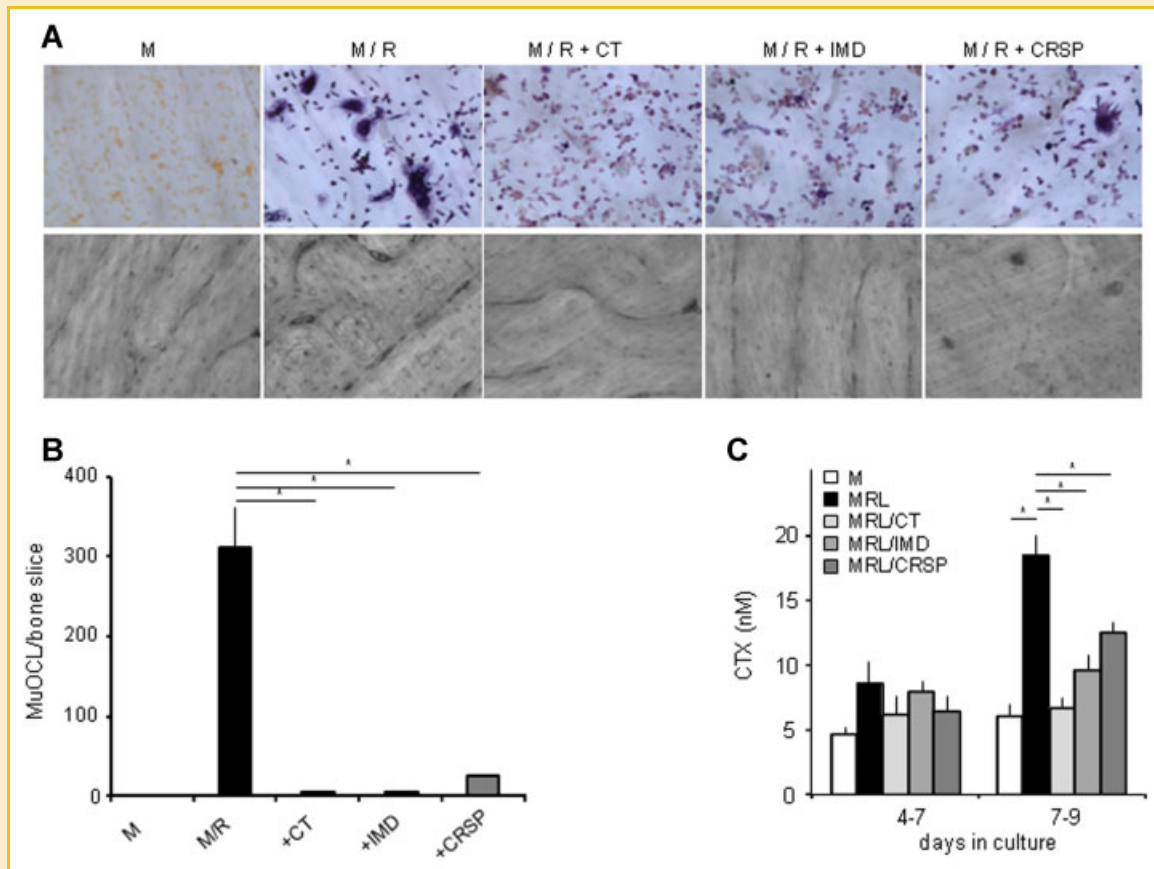 A
M
M / R
M / R + CT
M / R + IMD
M / R + CRSP
B
MuOCL/bone slice
400
300
200
100
0
*
*
*
M
M/R
+CT
+IMD
+CRSP
C
M
MRL
MRL/CT
MRL/IMD
MRL/CRSP
*
*
*
*
CTX (nM)
20
15
10
5
0
4-7
7-9
days in culture